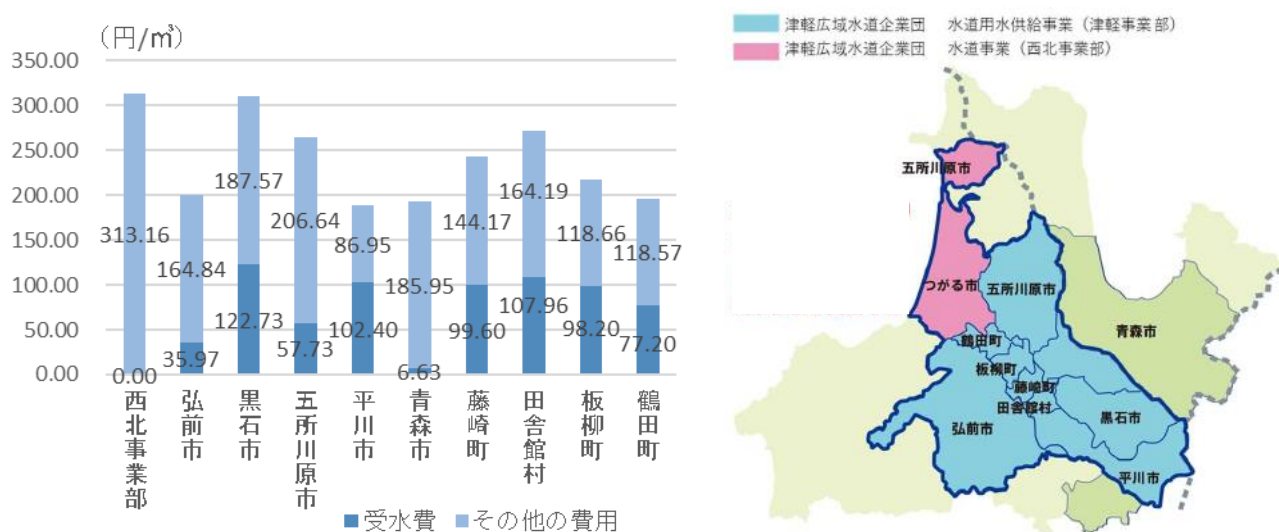 (円/㎥)
350.00
300.00
250.00
200.00
150.00
100.00
50.00
0.00
313.16
0.00
164.84
35.97
187.57
122.73
206.64
57.73
86.95
102.40
185.95
6.63
144.17
99.60
164.19
107.96
118.66
98.20
118.57
77.20
西北事業部
弘前市
黒石市
五所川原市
平川市
青森市
藤崎町
田舎館村
板柳町
鶴田町
受水費 その他の費用
津軽広域水道企業団 水道用水供給事業(津軽事業部)
津軽広域水道企業団 水道事業(西北事業部)
五所川原市
つがる市
五所川原市
青森市
鶴田町
板柳町
藤崎町
田舎館村
弘前市
黒石市
平川市